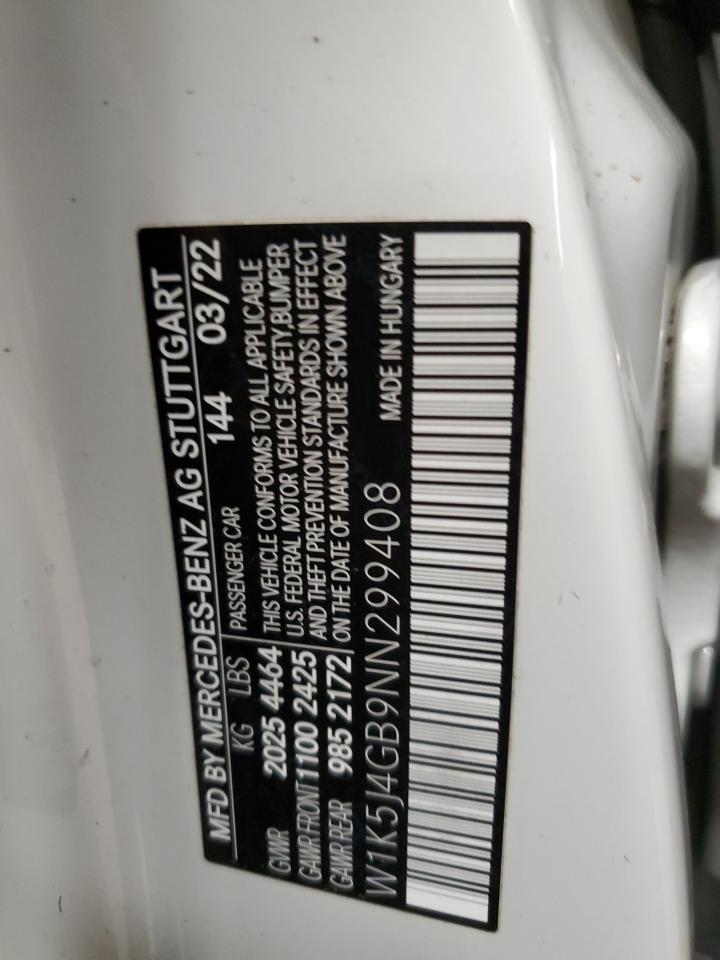 MFD BY MERCEDES-BENZ AG STUTTGART
KG LBS PASSENGER CAR 144 03/22
GVWR 2025 4464 THIS VEHICLE CONFORMS TO ALL APPLICABLE
GAWR FRONT 1100 2425 U.S. FEDERAL MOTOR VEHICLE SAFETY, BUMPER
GAWR REAR 985 2172 AND THEFT PREVENTION STANDARDS IN EFFECT
ON THE DATE OF MANUFACTURE SHOWN ABOVE
W1K5J4GB9NN299408 MADE IN HUNGARY